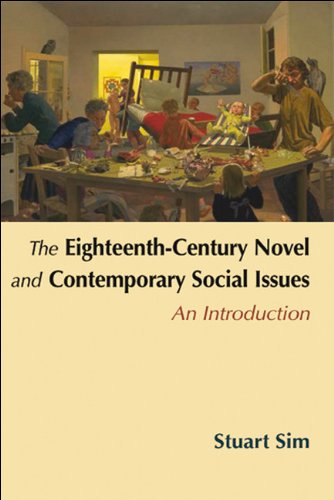 The Eighteenth-Century Novel
and Contemporary Social Issues
An Introduction
Stuart Sim